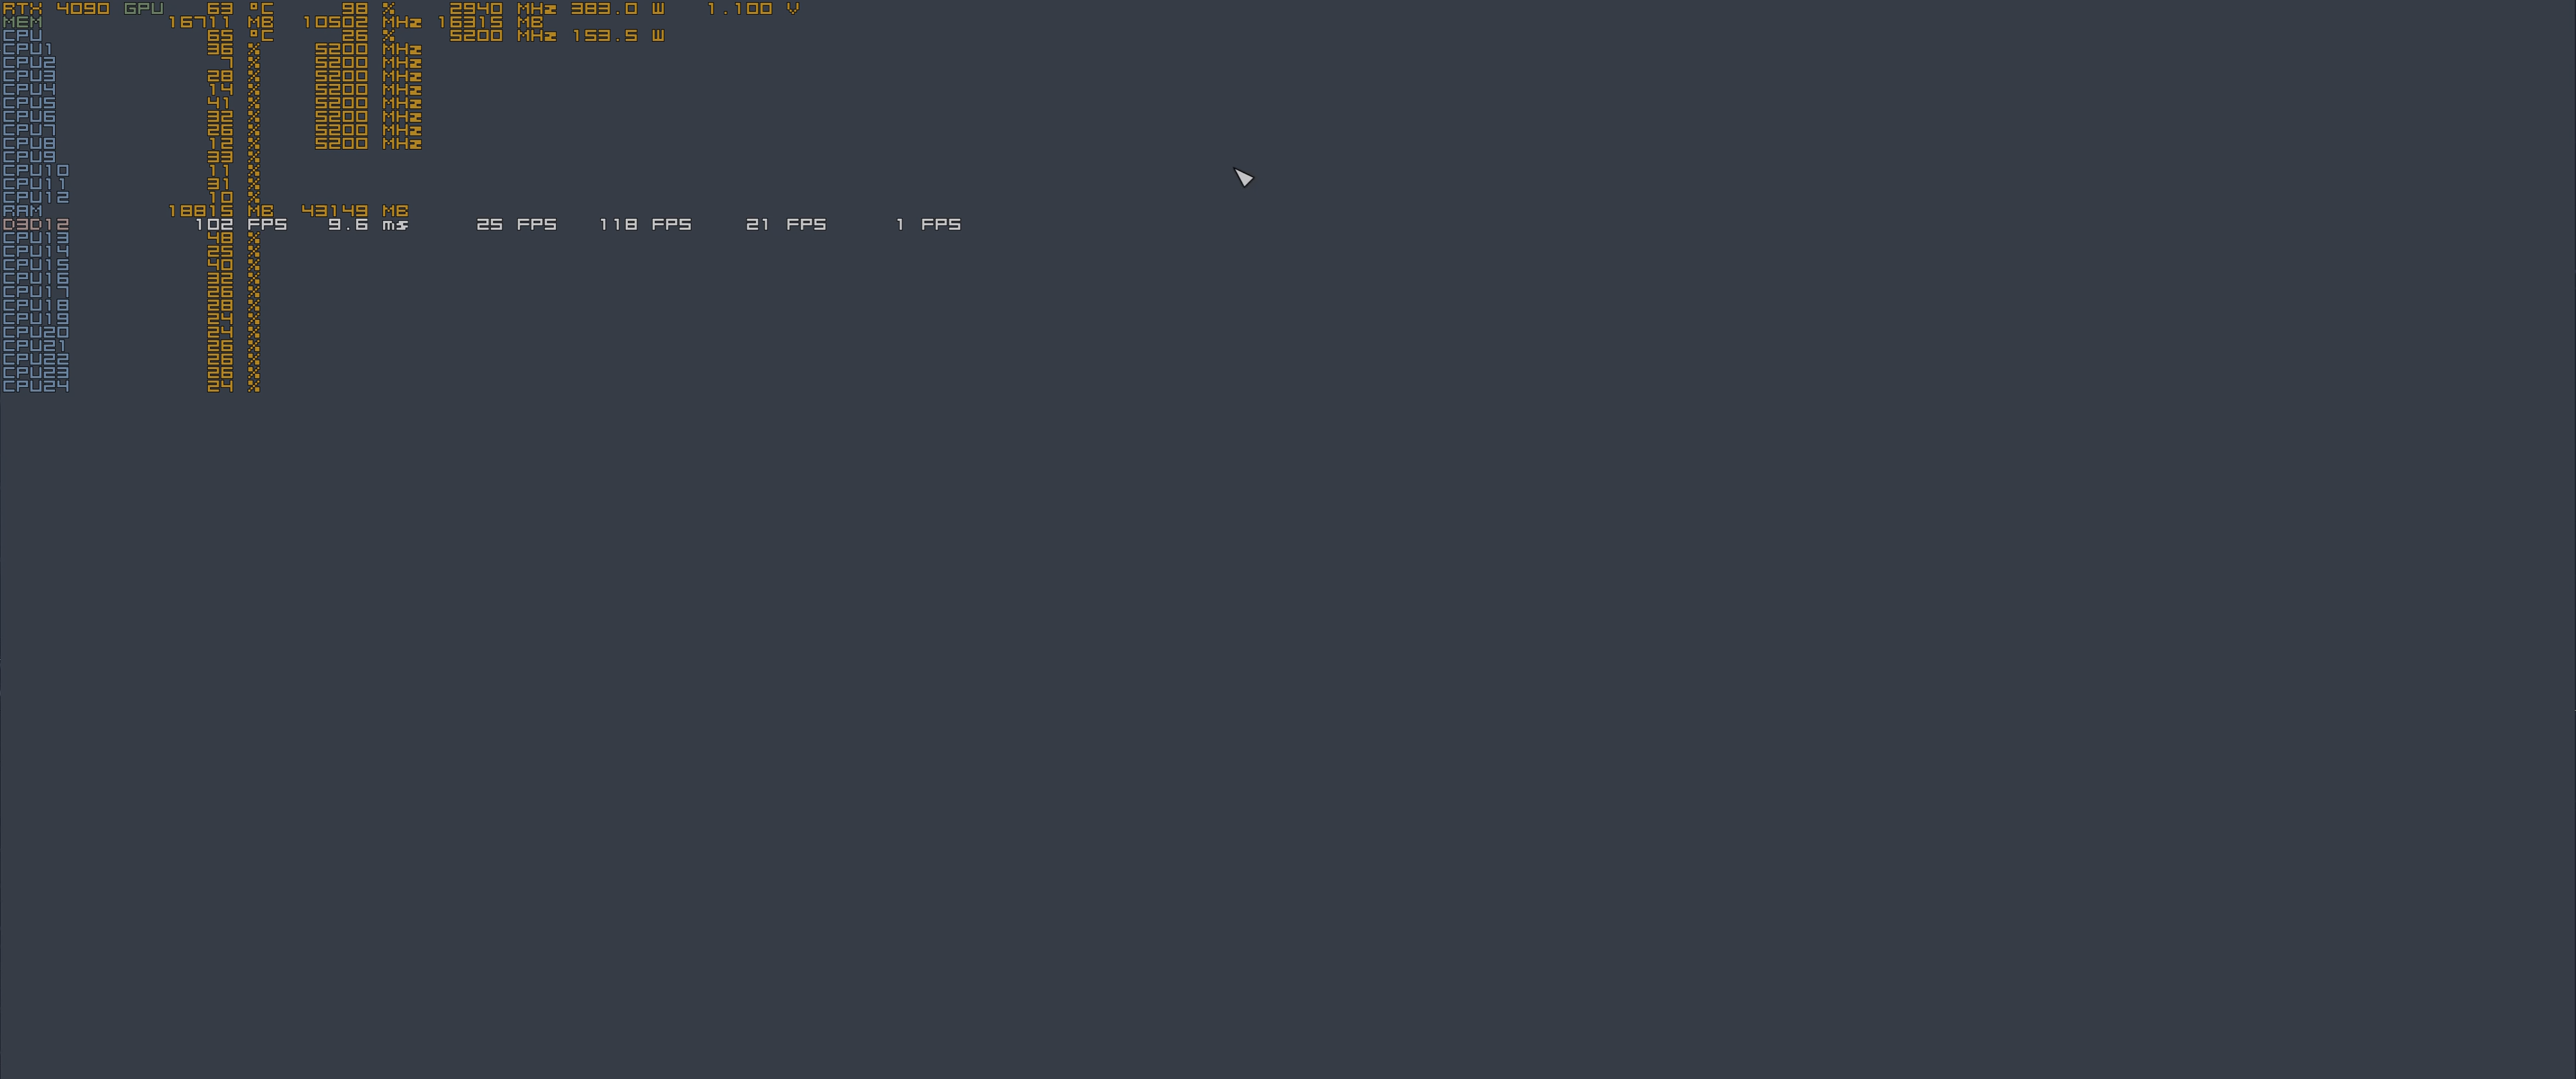 RTX 4090 GPU 63 °C 98 % 2940 MHz 383.0 W 1.100 V
MEM 16711 MB 10502 MHz 16315 MB
CPU 65 °C 26 % 5200 MHz 153.5 W
CPU1 36 % 5200 MHz
CPU2 7 % 5200 MHz
CPU3 28 % 5200 MHz
CPU4 14 % 5200 MHz
CPU5 41 % 5200 MHz
CPU6 32 % 5200 MHz
CPU7 26 % 5200 MHz
CPU8 12 % 5200 MHz
CPU9 33 %
CPU10 11 %
CPU11 31 %
CPU12 10 %
RAM 18815 MB 43149 MB
D3D12 102 FPS 9.6 ms 25 FPS 118 FPS 21 FPS 1 FPS
CPU13 48 %
CPU14 25 %
CPU15 40 %
CPU16 32 %
CPU17 26 %
CPU18 28 %
CPU19 24 %
CPU20 24 %
CPU21 26 %
CPU22 26 %
CPU23 26 %
CPU24 24 %